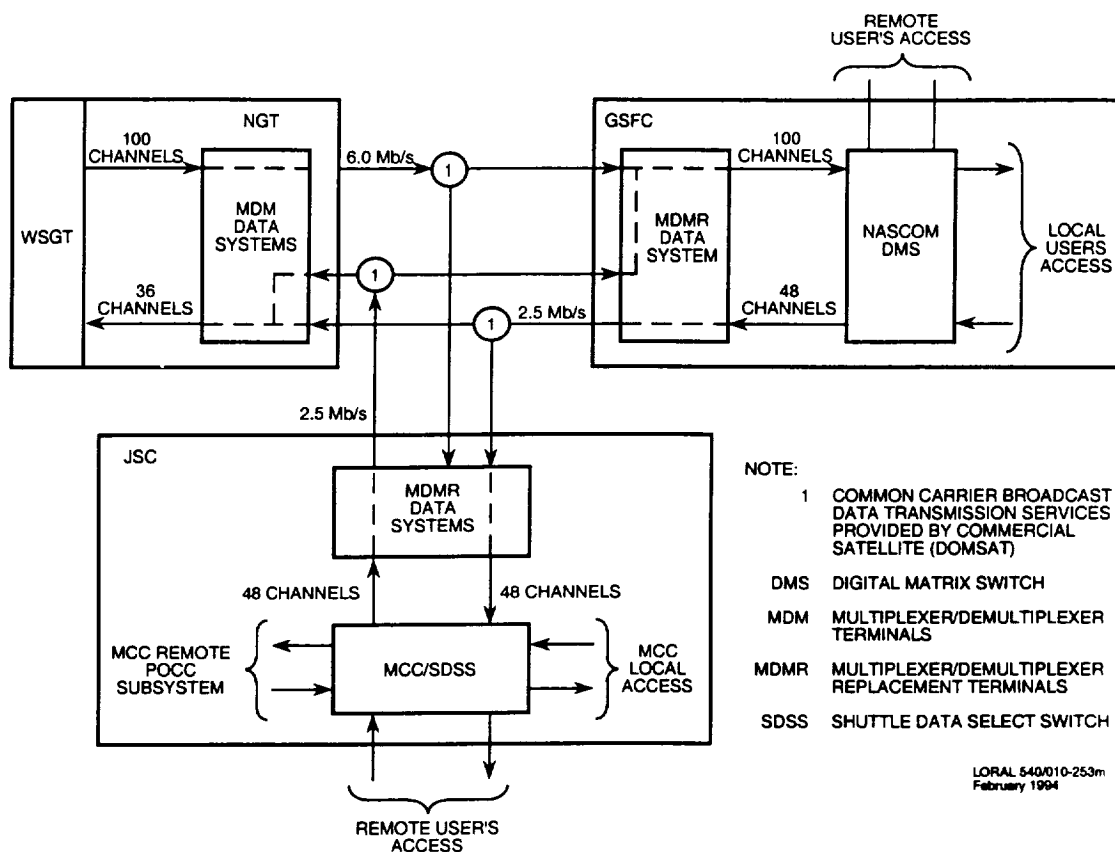 REMOTE
USER'S ACCESS
WSGT
NGT
100
CHANNELS
MDM
DATA
SYSTEMS
36
CHANNELS
6.0 Mb/s
1
1
1
2.5 Mb/s
GSFC
MDMR
DATA
SYSTEM
100
CHANNELS
48
CHANNELS
NASCOM
DMS
LOCAL
USERS
ACCESS
2.5 Mb/s
JSC
MDMR
DATA
SYSTEMS
48 CHANNELS
48 CHANNELS
MCC REMOTE
POCC
SUBSYSTEM
MCC/SDSS
MCC
LOCAL
ACCESS
REMOTE USER'S
ACCESS
NOTE:
1 COMMON CARRIER BROADCAST
DATA TRANSMISSION SERVICES
PROVIDED BY COMMERCIAL
SATELLITE (DOMSAT)
DMS DIGITAL MATRIX SWITCH
MDM MULTIPLEXER/DEMULTIPLEXER
TERMINALS
MDMR MULTIPLEXER/DEMULTIPLEXER
REPLACEMENT TERMINALS
SDSS SHUTTLE DATA SELECT SWITCH
LORAL 540/010-253m
February 1994